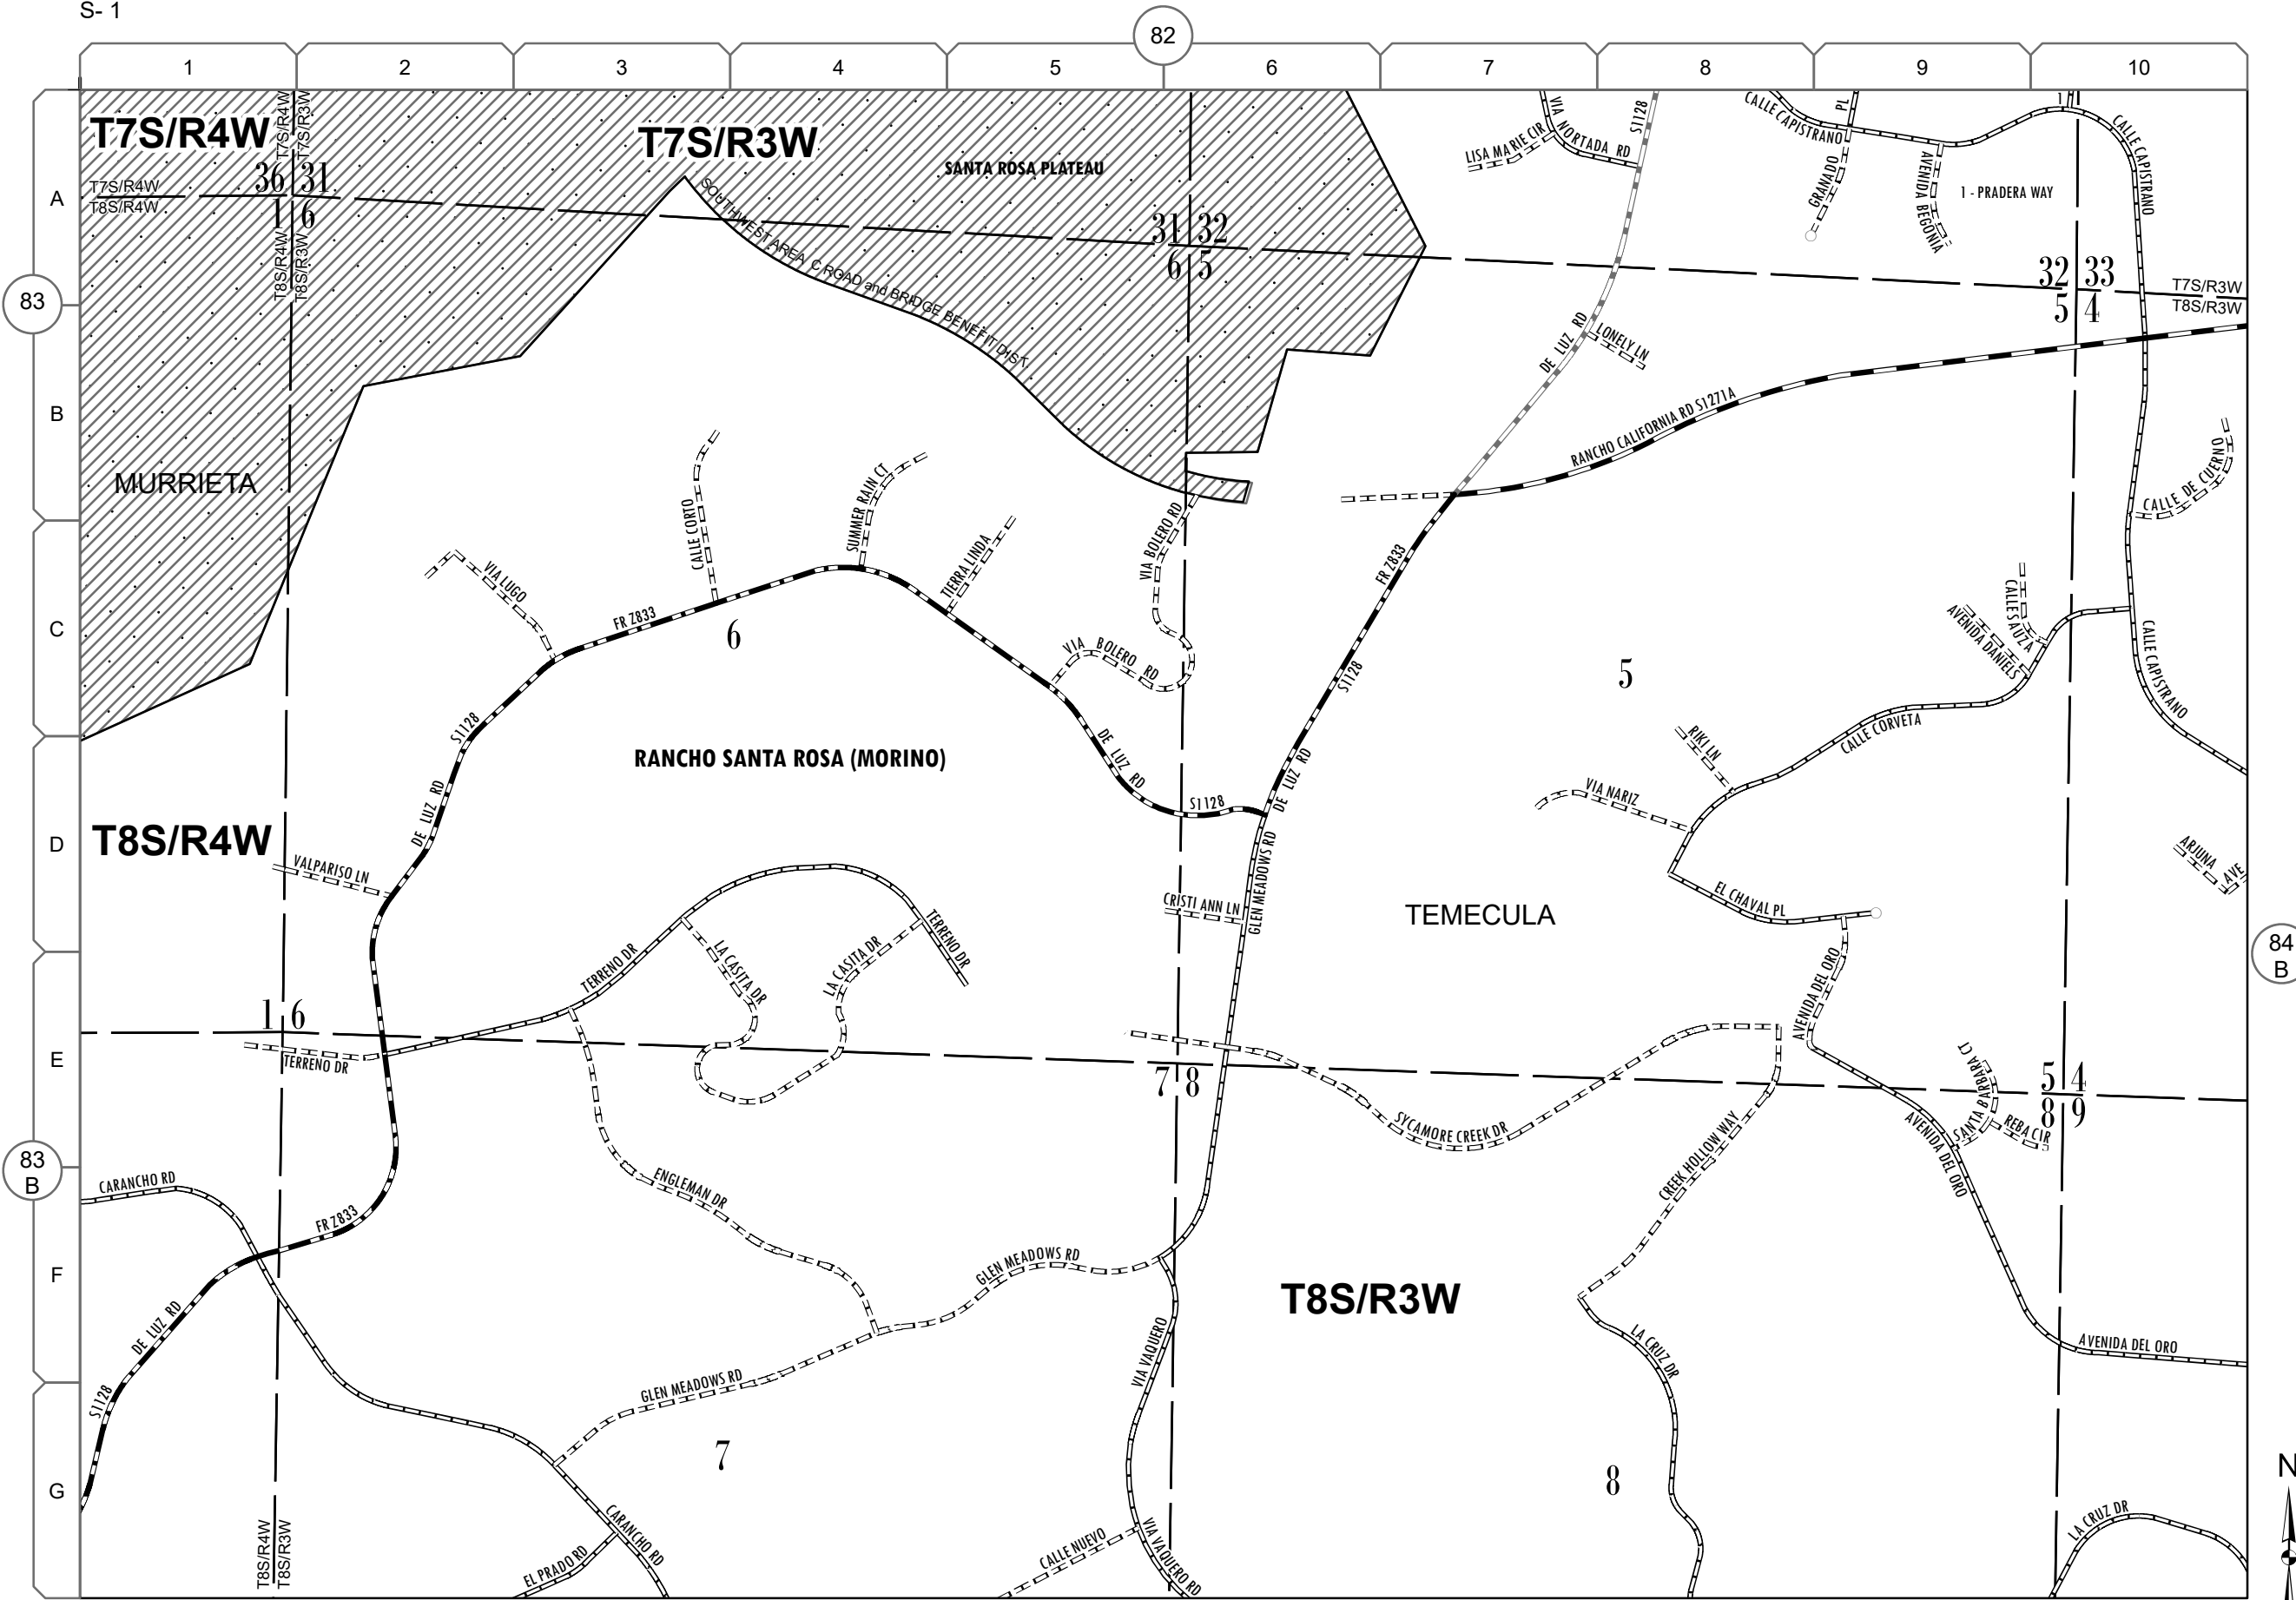 S- 1
82
1
2
3
4
5
6
7
8
9
10
A
B
C
D
E
F
G
83
83
B
84
B
N
T7S/R4W
T7S/R3W
T7S/R4W
T7S/R3W
SANTA ROSA PLATEAU
36
31
1
6
T7S/R4W
T8S/R4W
T8S/R4W
T8S/R3W
SOUTHWEST AREA C ROAD and BRIDGE BENEFIT DIST.
31
32
6
5
VIA NORTADA RD
LISA MARIE CIR
S1128
CALLE CAPISTRANO
PL
GRANADO
AVENIDA BEGONIA
1
1 - PRADERA WAY
CALLE CAPISTRANO
32
33
5
4
T7S/R3W
T8S/R3W
DE LUZ RD
LONELY LN
RANCHO CALIFORNIA RD S1271A
CALLE DE CUERNO
MURRIETA
CALLE CORTO
SUMMER RAIN CT
TIERRA LINDA
VIA BOLERO RD
VIA LUGO
FR Z833
6
VIA BOLERO RD
FR Z833
S1128
5
CALLE SAUZA
AVENIDA DANIELS
CALLE CAPISTRANO
CALLE CORVETA
S1128
DE LUZ RD
RANCHO SANTA ROSA (MORINO)
DE LUZ RD
S1128
DE LUZ RD
RIKI LN
VIA NARIZ
T8S/R4W
VALPARISO LN
GLEN MEADOWS RD
CRISTI ANN LN
TEMECULA
EL CHAVAL PL
ARJUNA AVE
TERRENO DR
TERRENO DR
LA CASITA DR
LA CASITA DR
AVENIDA DEL ORO
1
6
TERRENO DR
7
8
5
4
8
9
SYCAMORE CREEK DR
SANTA BARBARA CT
REBA CIR
AVENIDA DEL ORO
CREEK HOLLOW WAY
CARANCHO RD
ENGLEMAN DR
FR Z833
GLEN MEADOWS RD
T8S/R3W
DE LUZ RD
VIA VAQUERO
LA CRUZ DR
AVENIDA DEL ORO
S1128
GLEN MEADOWS RD
7
8
T8S/R4W
T8S/R3W
EL PRADO RD
CARANCHO RD
CALLE NUEVO
VIA VAQUERO RD
LA CRUZ DR